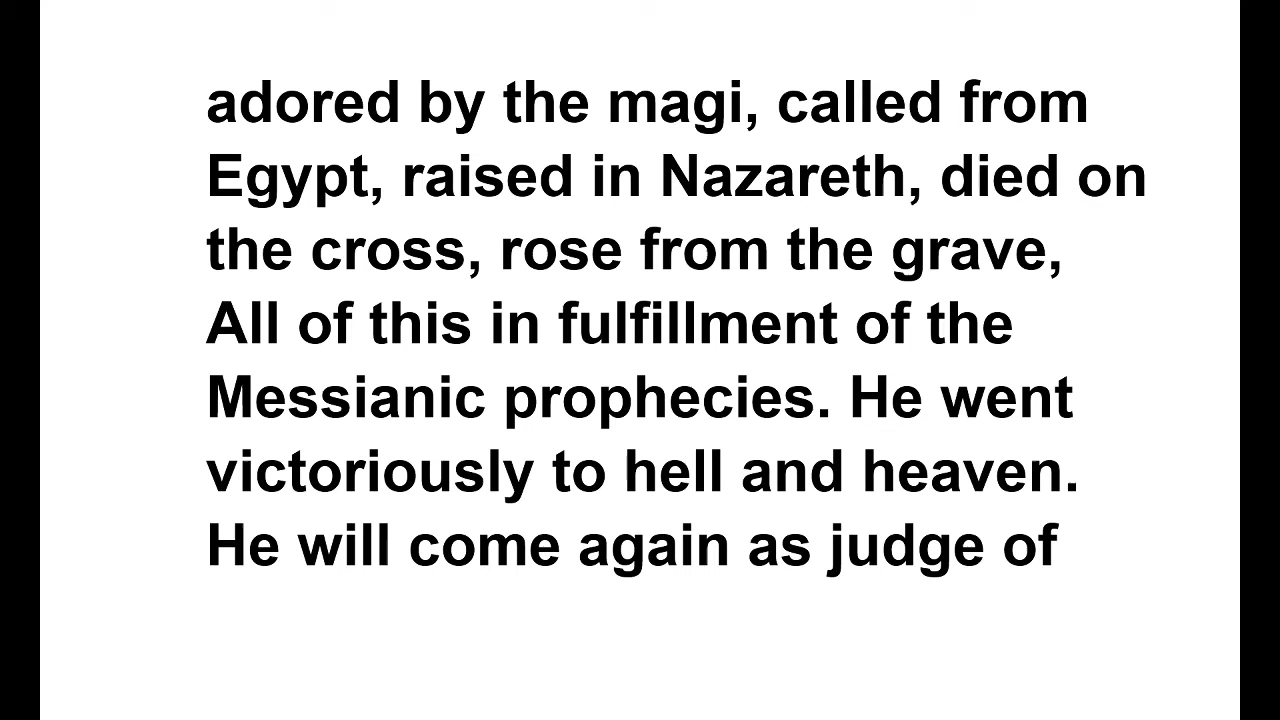 adored by the magi, called from
Egypt, raised in Nazareth, died on
the cross, rose from the grave,
All of this in fulfillment of the
Messianic prophecies. He went
victoriously to hell and heaven.
He will come again as judge of